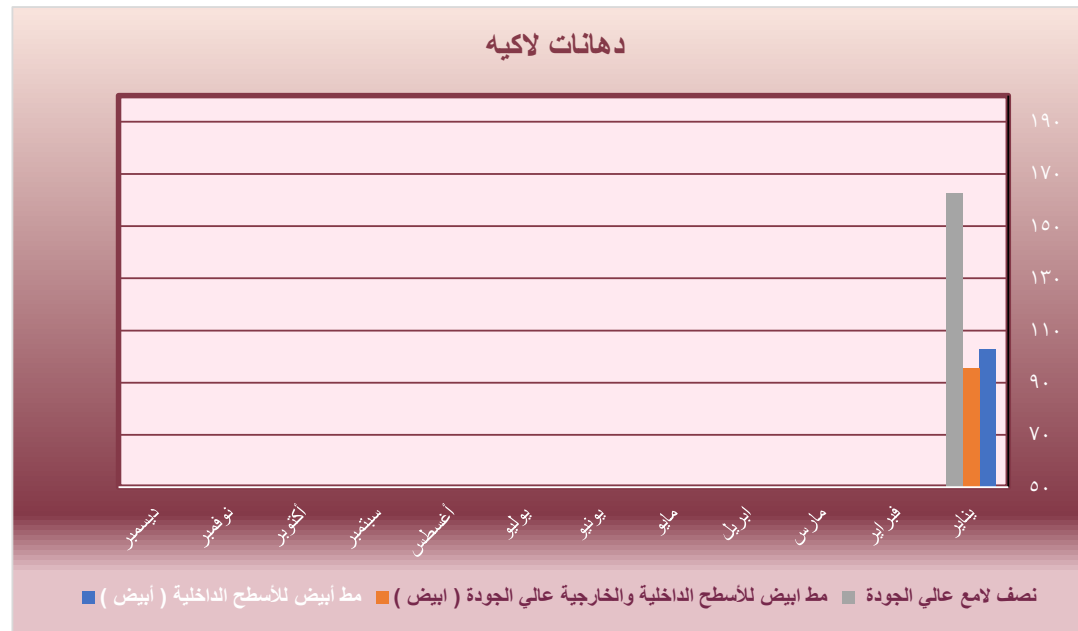 دهانات لاكيه
١٩٠
١٧٠
١٥٠
١٣٠
١١٠
٩٠
٧٠
٥٠
يناير فبراير مارس ابريل مايو يونيو يوليو أغسطس سبتمبر أكتوبر نوفمبر ديسمبر
نصف لامع عالي الجودة مط ابيض للأسطح الداخلية والخارجية عالي الجودة ( ابيض ) مط أبيض للأسطح الداخلية ( أبيض )